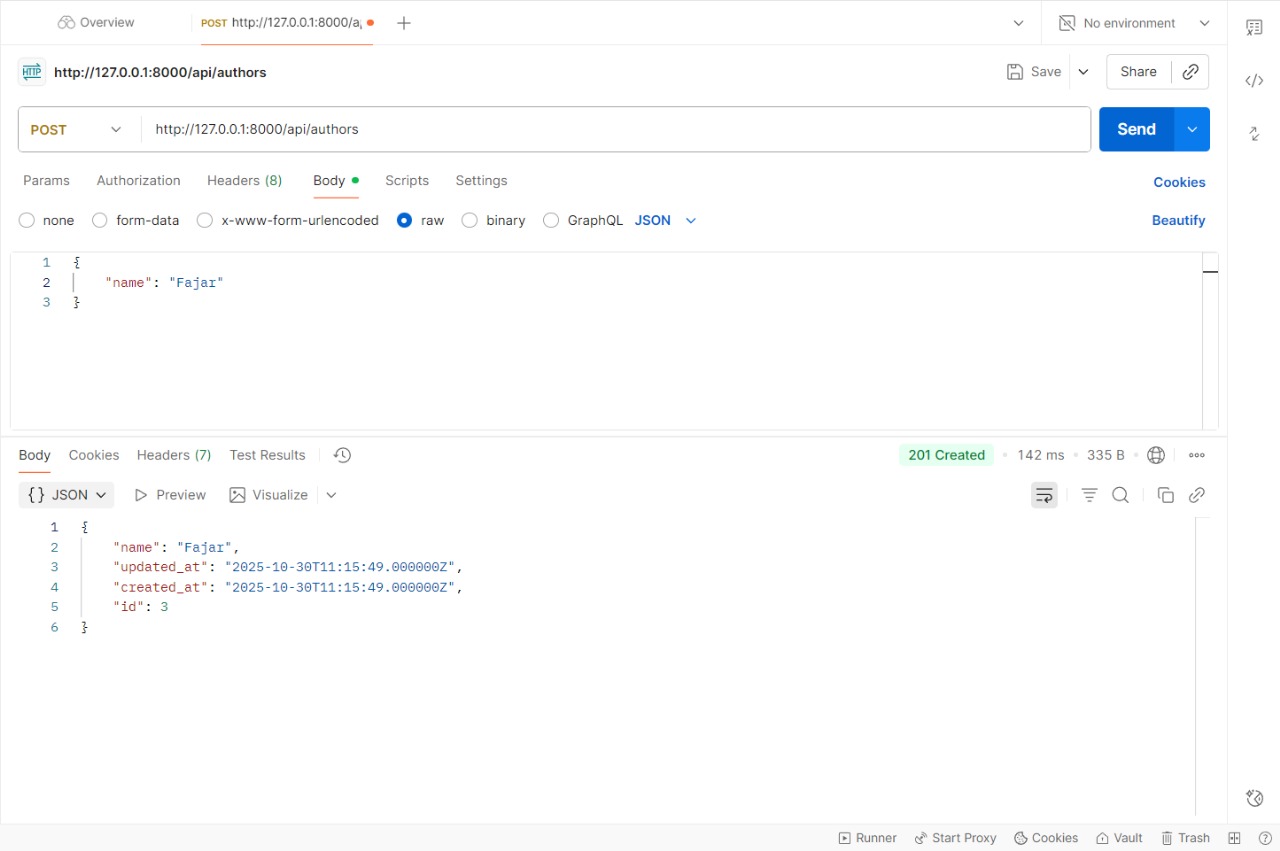 Overview
POST http://127.0.0.1:8000/a
No environment
HTTP http://127.0.0.1:8000/api/authors
Save
Share
POST http://127.0.0.1:8000/api/authors
Send
Params Authorization Headers (8) Body Scripts Settings
Cookies
none form-data x-www-form-urlencoded raw binary GraphQL JSON
Beautify
1 {
2 "name": "Fajar"
3 }
Body Cookies Headers (7) Test Results
201 Created • 142 ms • 335 B •
{} JSON Preview Visualize
1 {
2 "name": "Fajar",
3 "updated_at": "2025-10-30T11:15:49.000000Z",
4 "created_at": "2025-10-30T11:15:49.000000Z",
5 "id": 3
6 }
Runner Start Proxy Cookies Vault Trash